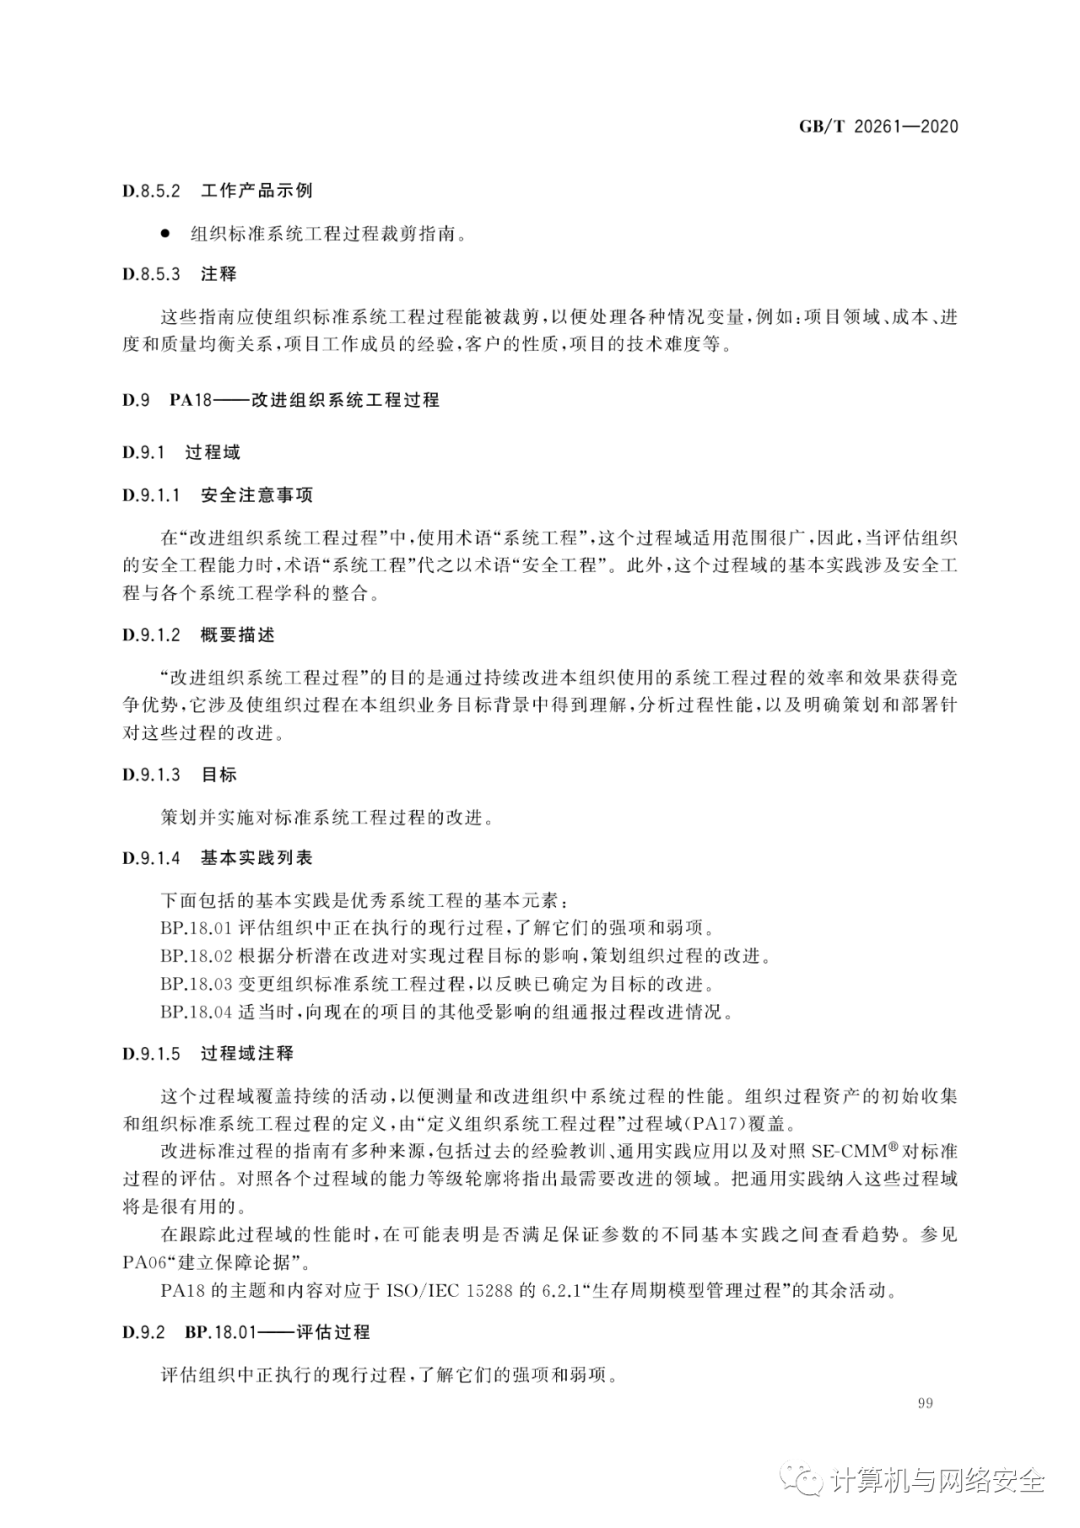 GB/T 20261—2020
D.8.5.2 工作产品示例
● 组织标准系统工程过程裁剪指南。
D.8.5.3 注释
这些指南应使组织标准系统工程过程能被裁剪,以便处理各种情况变量,例如:项目领域、成本、进
度和质量均衡关系,项目工作成员的经验,客户的性质,项目的技术难度等。
D.9 PA18——改进组织系统工程过程
D.9.1 过程域
D.9.1.1 安全注意事项
在“改进组织系统工程过程”中,使用术语“系统工程”,这个过程域适用范围很广,因此,当评估组织
的安全工程能力时,术语“系统工程”代之以术语“安全工程”。此外,这个过程域的基本实践涉及安全工
程与各个系统工程学科的整合。
D.9.1.2 概要描述
“改进组织系统工程过程”的目的是通过持续改进本组织使用的系统工程过程的效率和效果获得竞
争优势,它涉及使组织过程在本组织业务目标背景中得到理解,分析过程性能,以及明确策划和部署针
对这些过程的改进。
D.9.1.3 目标
策划并实施对标准系统工程过程的改进。
D.9.1.4 基本实践列表
下面包括的基本实践是优秀系统工程的基本元素:
BP.18.01 评估组织中正在执行的现行过程,了解它们的强项和弱项。
BP.18.02 根据分析潜在改进对实现过程目标的影响,策划组织过程的改进。
BP.18.03 变更组织标准系统工程过程,以反映已确定为目标的改进。
BP.18.04 适当时,向现在的项目的其他受影响的组通报过程改进情况。
D.9.1.5 过程域注释
这个过程域覆盖持续的活动,以便测量和改进组织中系统过程的性能。组织过程资产的初始收集
和组织标准系统工程过程的定义,由“定义组织系统工程过程”过程域(PA17)覆盖。
改进标准过程的指南有多种来源,包括过去的经验教训、通用实践应用以及对照 SE-CMM®对标准
过程的评估。对照各个过程域的能力等级轮廓将指出最需要改进的领域。把通用实践纳入这些过程域
将是很有用的。
在跟踪此过程域的性能时,在可能表明是否满足保证参数的不同基本实践之间查看趋势。参见
PA06“建立保障论据”。
PA18 的主题和内容对应于 ISO/IEC 15288 的 6.2.1“生存周期模型管理过程”的其余活动。
D.9.2 BP.18.01——评估过程
评估组织中正执行的现行过程,了解它们的强项和弱项。
99
计算机与网络安全